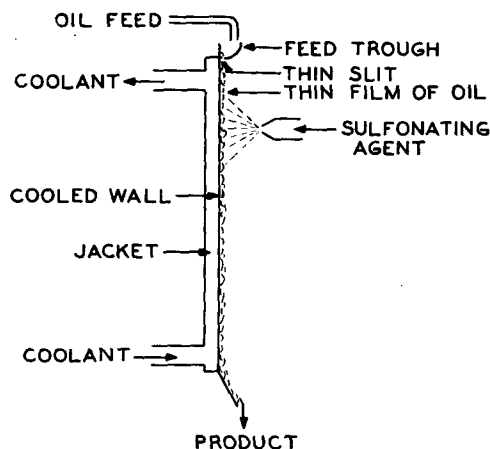 OIL FEED
FEED TROUGH
COOLANT
THIN SLIT
THIN FILM OF OIL
SULFONATING
AGENT
COOLED WALL
JACKET
COOLANT
PRODUCT